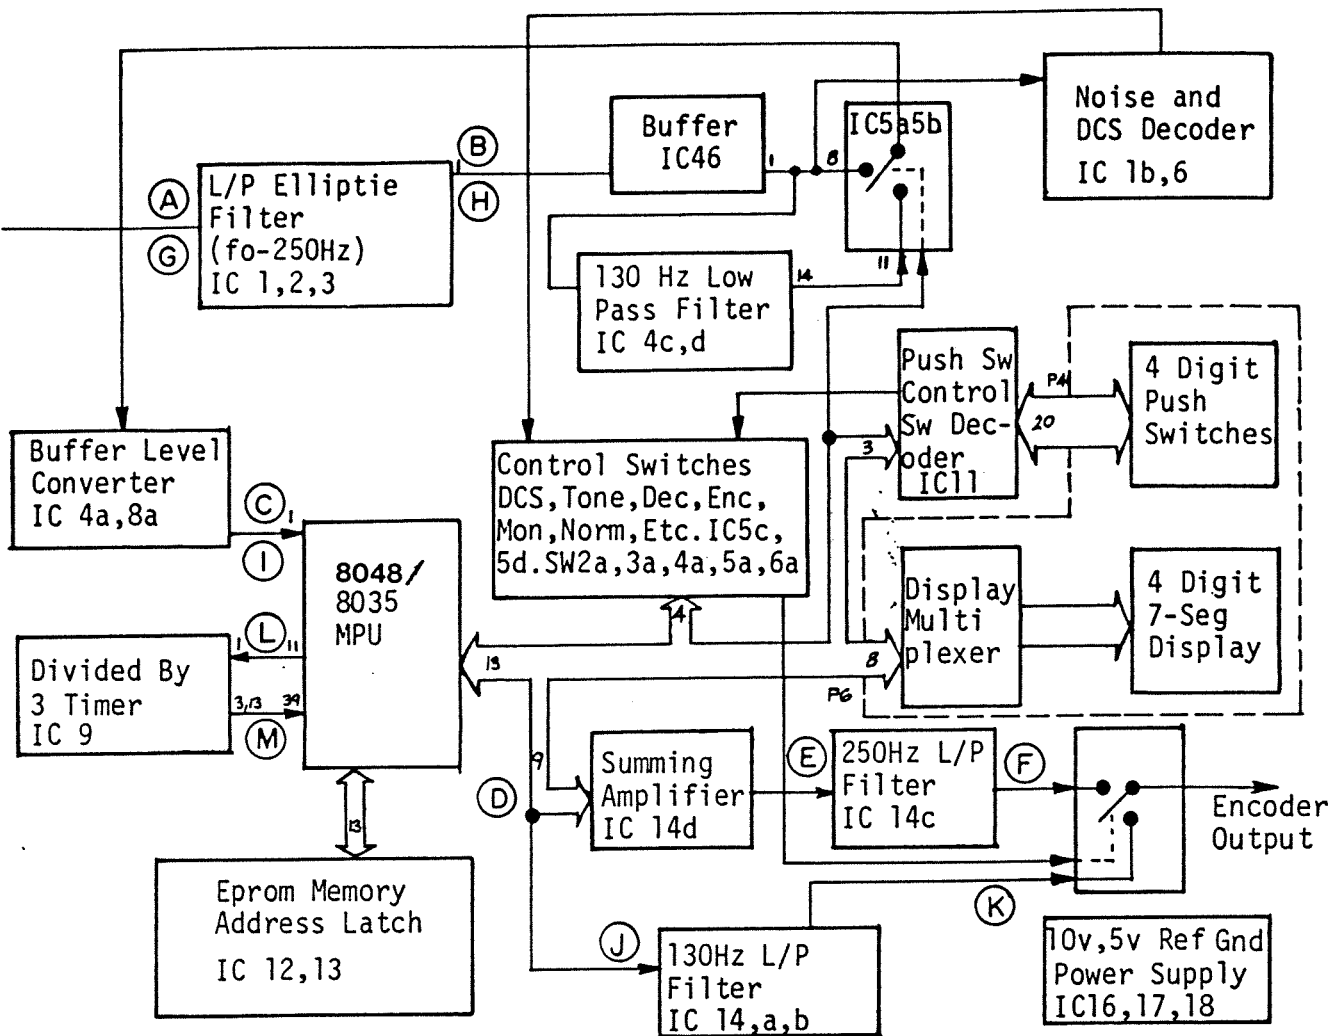 Noise and
DCS Decoder
IC 1b,6
Buffer
IC46
1
8
IC5a5b
B
H
1
A
G
L/P Elliptie
Filter
(fo-250Hz)
IC 1,2,3
130 Hz Low
Pass Filter
IC 4c,d
14
11
Push Sw
Control
Sw Dec-
oder
IC11
3
P4
20
4 Digit
Push
Switches
Buffer Level
Converter
IC 4a,8a
C
1
I
Control Switches
DCS,Tone,Dec,Enc,
Mon,Norm,Etc.IC5c,
5d.SW2a,3a,4a,5a,6a
4
8048/
8035
MPU
13
Display
Multi
plexer
8
P6
4 Digit
7-Seg
Display
Divided By
3 Timer
IC 9
1
L
11
3,13
39
M
9
D
Summing
Amplifier
IC 14d
E
250Hz L/P
Filter
IC 14c
F
Encoder
Output
13
Eprom Memory
Address Latch
IC 12,13
J
130Hz L/P
Filter
IC 14,a,b
K
10v,5v Ref Gnd
Power Supply
IC16,17,18